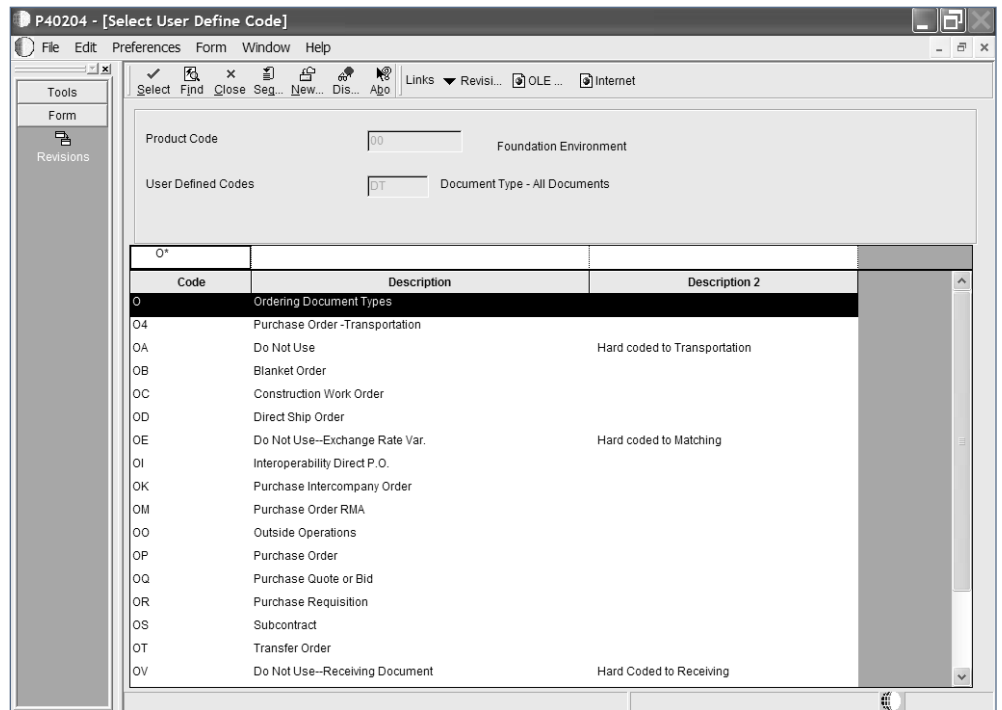 P40204 - [Select User Define Code]
File Edit Preferences Form Window Help
Select Find Close Seq... New... Dis... Abo Links Revisi... OLE ... Internet
Tools
Form
Revisions
Product Code 00 Foundation Environment
User Defined Codes DT Document Type - All Documents
O*
Code Description Description 2
O Ordering Document Types
O4 Purchase Order -Transportation
OA Do Not Use Hard coded to Transportation
OB Blanket Order
OC Construction Work Order
OD Direct Ship Order
OE Do Not Use--Exchange Rate Var. Hard coded to Matching
OI Interoperability Direct P.O.
OK Purchase Intercompany Order
OM Purchase Order RMA
OO Outside Operations
OP Purchase Order
OQ Purchase Quote or Bid
OR Purchase Requisition
OS Subcontract
OT Transfer Order
OV Do Not Use--Receiving Document Hard Coded to Receiving